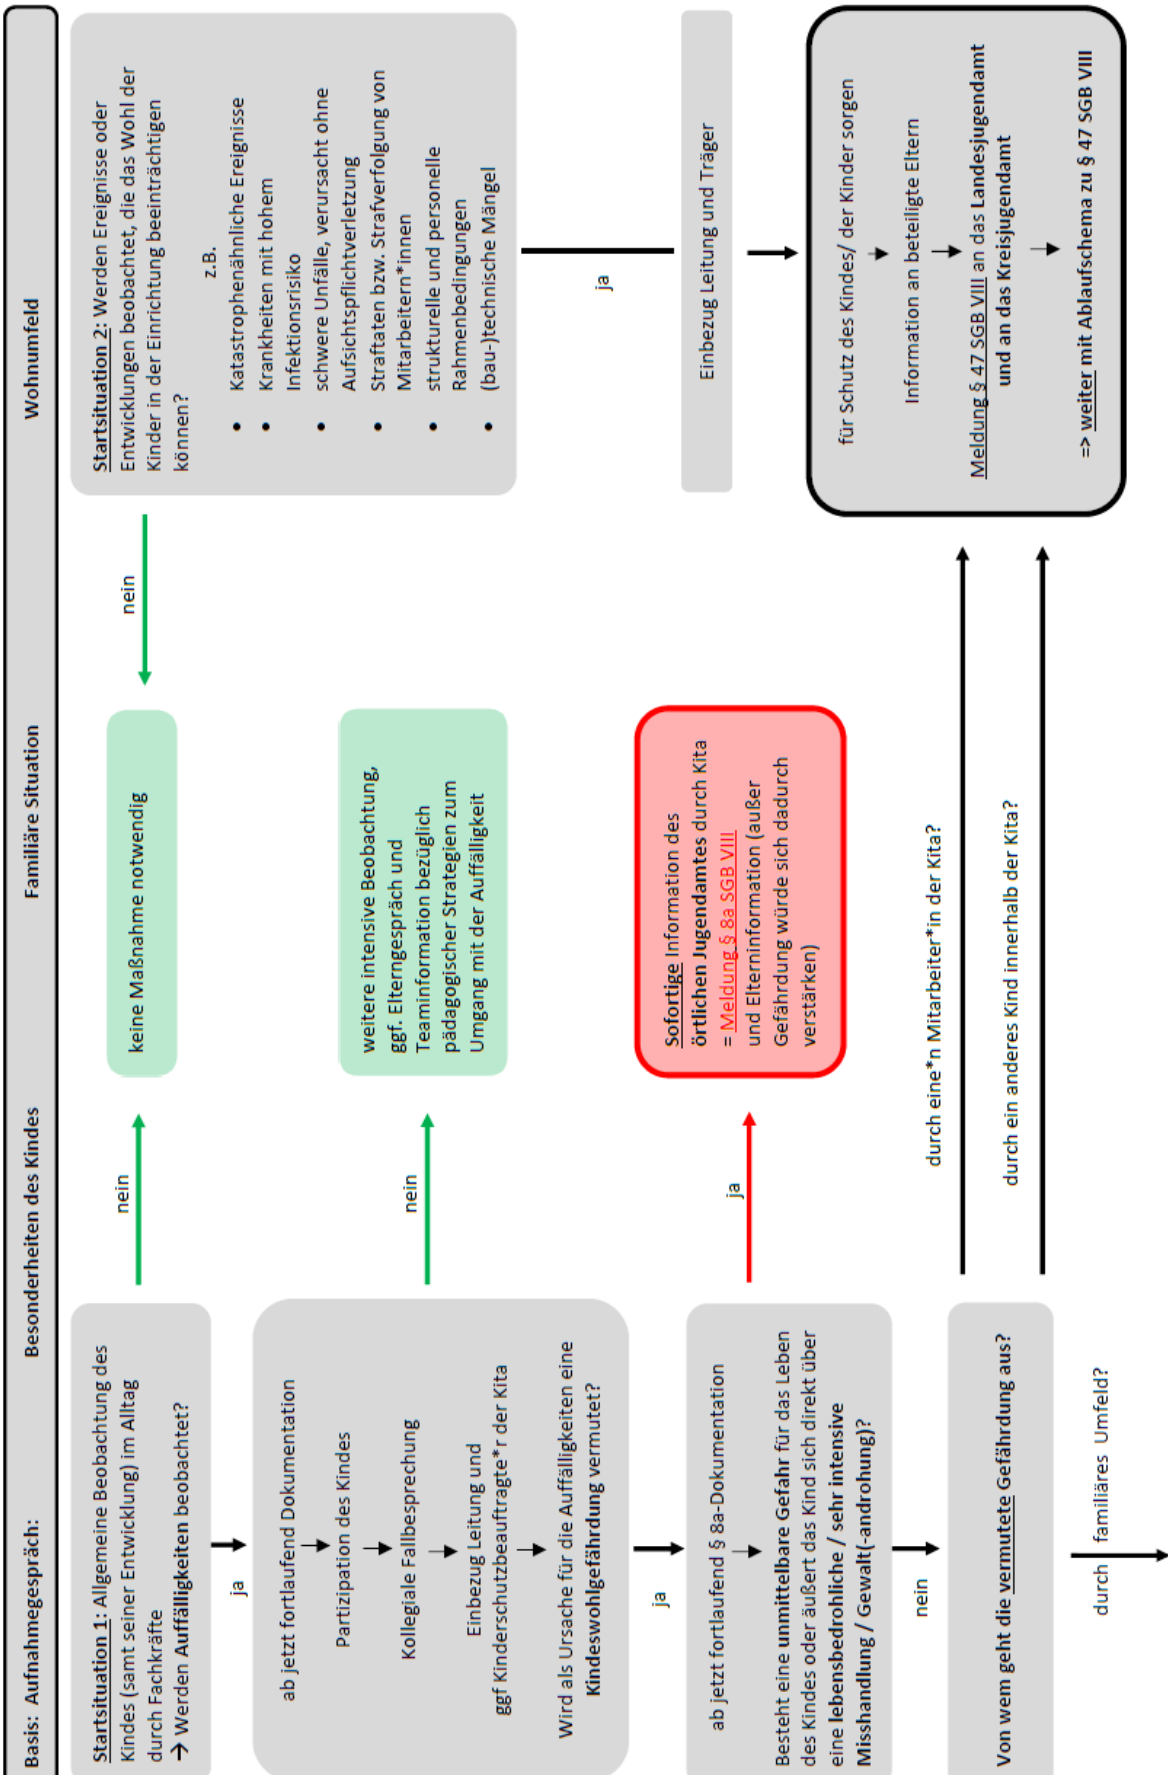 Basis: Aufnahmegespräch: Besonderheiten des Kindes Familiäre Situation Wohnumfeld
Startsituation 1: Allgemeine Beobachtung des
Kindes (samt seiner Entwicklung) im Alltag
durch Fachkräfte
→ Werden Auffälligkeiten beobachtet?
nein
keine Maßnahme notwendig
nein
Startsituation 2: Werden Ereignisse oder
Entwicklungen beobachtet, die das Wohl der
Kinder in der Einrichtung beeinträchtigen
können?
z.B.
• Katastrophenähnliche Ereignisse
• Krankheiten mit hohem
Infektionsrisiko
• schwere Unfälle, verursacht ohne
Aufsichtspflichtverletzung
• Straftaten bzw. Strafverfolgung von
Mitarbeitern*innen
• strukturelle und personelle
Rahmenbedingungen
• (bau-)technische Mängel
ja
ab jetzt fortlaufend Dokumentation
Partizipation des Kindes
Kollegiale Fallbesprechung
Einbezug Leitung und
ggf Kinderschutzbeauftragte*r der Kita
Wird als Ursache für die Auffälligkeiten eine
Kindeswohlgefährdung vermutet?
nein
weitere intensive Beobachtung,
ggf. Elterngespräch und
Teaminformation bezüglich
pädagogischer Strategien zum
Umgang mit der Auffälligkeit
ja
Einbezug Leitung und Träger
ja
ab jetzt fortlaufend § 8a-Dokumentation
Besteht eine unmittelbare Gefahr für das Leben
des Kindes oder äußert das Kind sich direkt über
eine lebensbedrohliche / sehr intensive
Misshandlung / Gewalt(-androhung)?
ja
Sofortige Information des
örtlichen Jugendamtes durch Kita
= Meldung § 8a SGB VIII
und Elterninformation (außer
Gefährdung würde sich dadurch
verstärken)
für Schutz des Kindes/ der Kinder sorgen
Information an beteiligte Eltern
Meldung § 47 SGB VIII an das Landesjugendamt
und an das Kreisjugendamt
=> weiter mit Ablaufschema zu § 47 SGB VIII
nein
Von wem geht die vermutete Gefährdung aus?
durch eine*n Mitarbeiter*in der Kita?
durch ein anderes Kind innerhalb der Kita?
durch familiäres Umfeld?